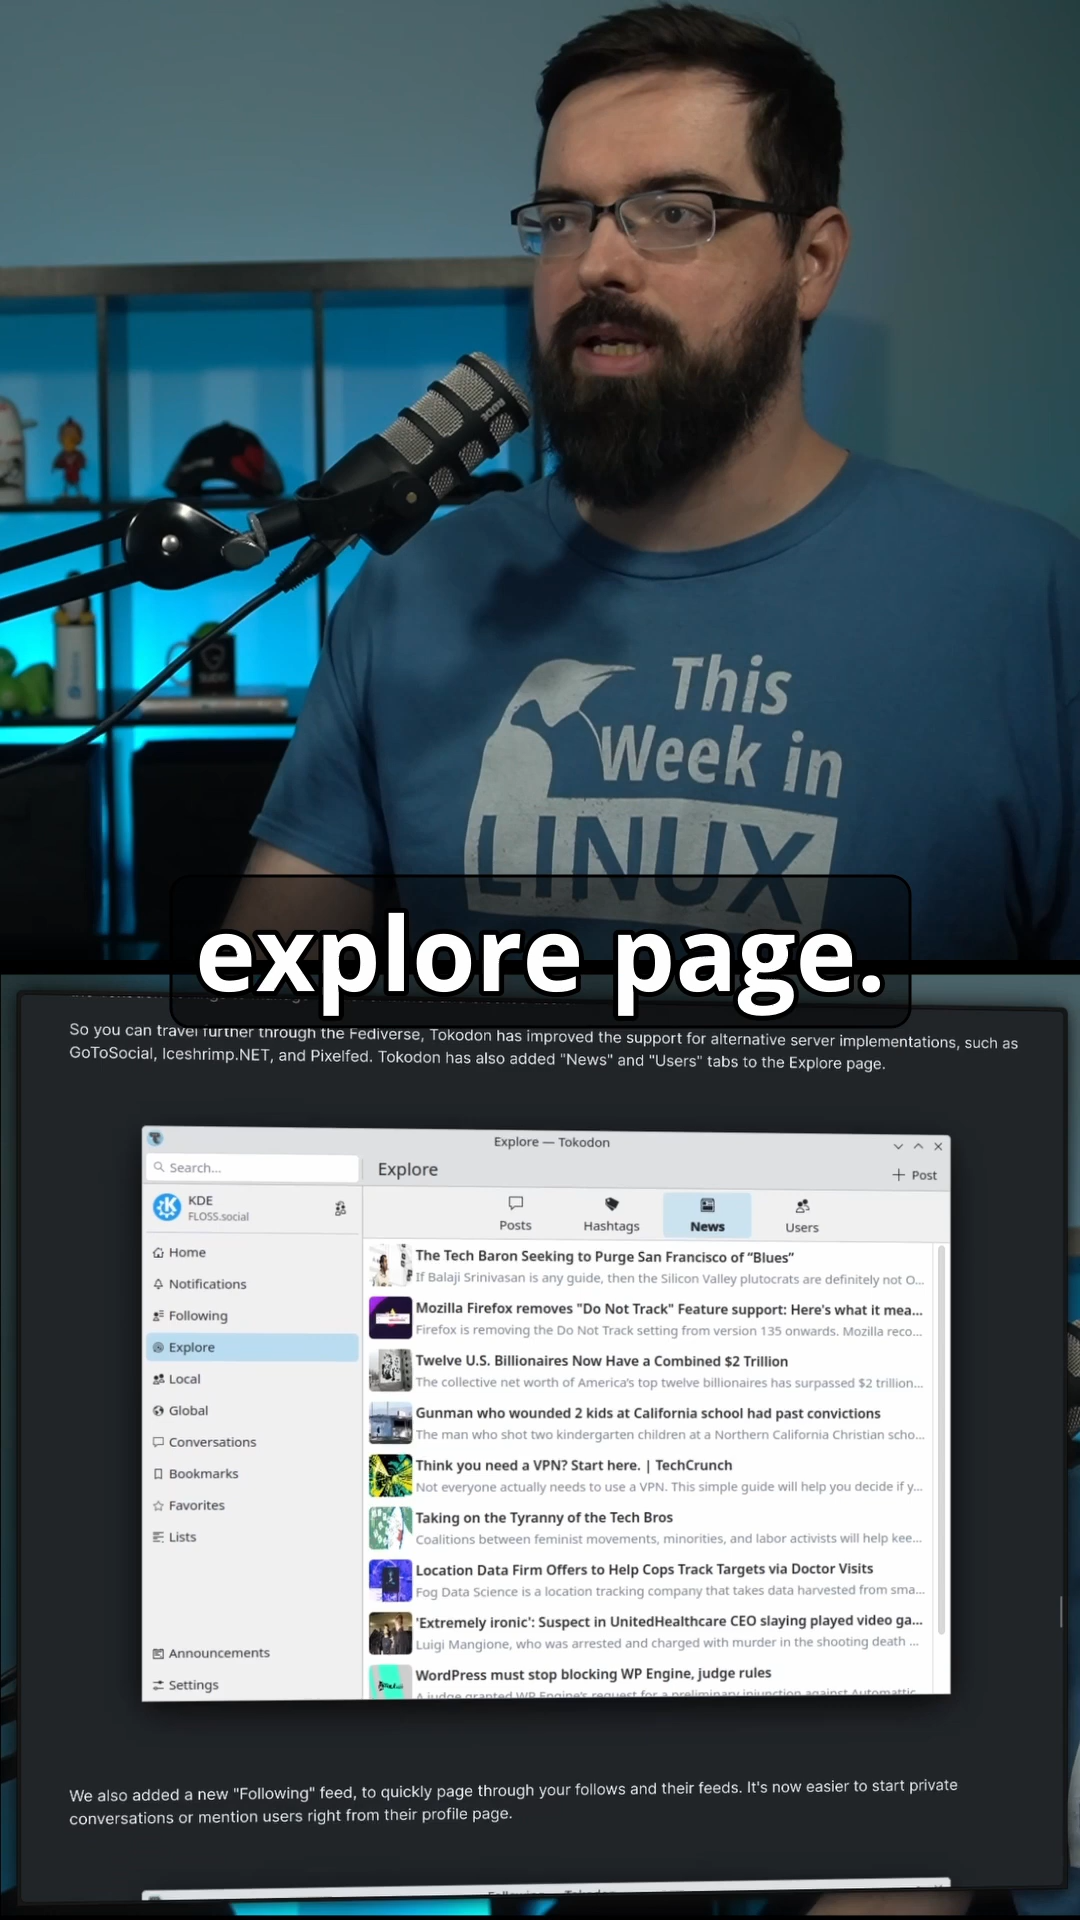 RODE
This
Week in
LINUX
explore page.
So you can travel further through the Fediverse, Tokodon has improved the support for alternative server implementations, such as
GoToSocial, Iceshrimp.NET, and Pixelfed. Tokodon has also added "News" and "Users" tabs to the Explore page.
Explore — Tokodon
Search...
Explore
Post
KDE
FLOSS.social
Posts
Hashtags
News
Users
Home
Notifications
Following
Explore
Local
Global
Conversations
Bookmarks
Favorites
Lists
Announcements
Settings
The Tech Baron Seeking to Purge San Francisco of “Blues”
If Balaji Srinivasan is any guide, then the Silicon Valley plutocrats are definitely not O...
Mozilla Firefox removes "Do Not Track" Feature support: Here's what it mea...
Firefox is removing the Do Not Track setting from version 135 onwards. Mozilla reco...
Twelve U.S. Billionaires Now Have a Combined $2 Trillion
The collective net worth of America’s top twelve billionaires has surpassed $2 trillion...
Gunman who wounded 2 kids at California school had past convictions
The man who shot two kindergarten children at a Northern California Christian scho...
Think you need a VPN? Start here. | TechCrunch
Not everyone actually needs to use a VPN. This simple guide will help you decide if y...
Taking on the Tyranny of the Tech Bros
Coalitions between feminist movements, minorities, and labor activists will help kee...
Location Data Firm Offers to Help Cops Track Targets via Doctor Visits
Fog Data Science is a location tracking company that takes data harvested from sma...
'Extremely ironic': Suspect in UnitedHealthcare CEO slaying played video ga...
Luigi Mangione, who was arrested and charged with murder in the shooting death ...
WordPress must stop blocking WP Engine, judge rules
A judge granted WP Engine's request for a preliminary injunction against Automattic
We also added a new "Following" feed, to quickly page through your follows and their feeds. It's now easier to start private
conversations or mention users right from their profile page.